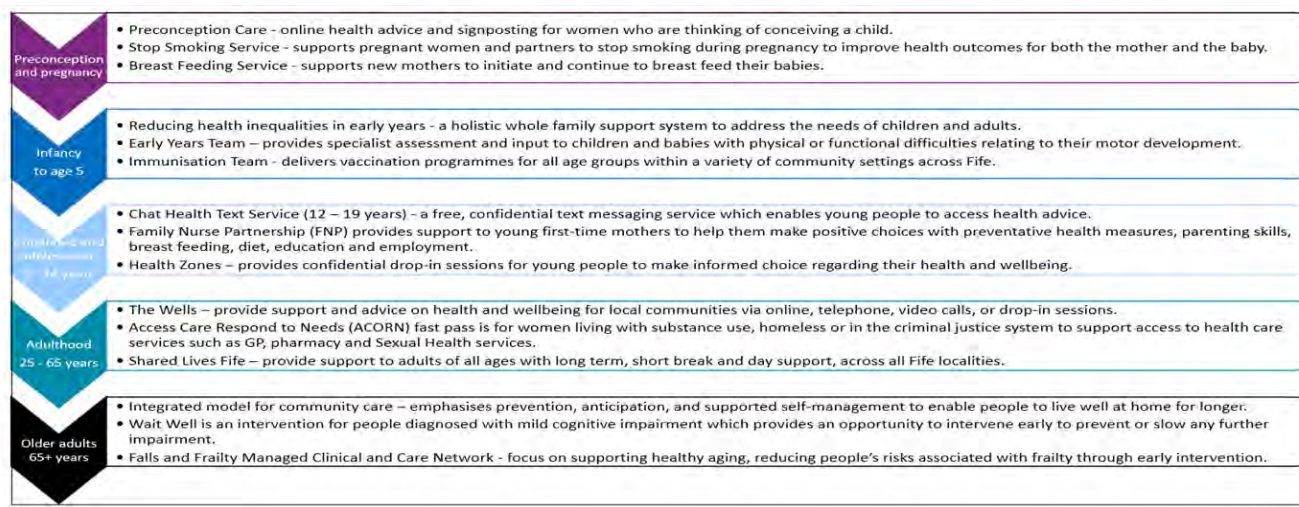 Preconception
and pregnancy
• Preconception Care - online health advice and signposting for women who are thinking of conceiving a child.
• Stop Smoking Service - supports pregnant women and partners to stop smoking during pregnancy to improve health outcomes for both the mother and the baby.
• Breast Feeding Service - supports new mothers to initiate and continue to breast feed their babies.
Infancy
to age 5
• Reducing health inequalities in early years - a holistic whole family support system to address the needs of children and adults.
• Early Years Team – provides specialist assessment and input to children and babies with physical or functional difficulties relating to their motor development.
• Immunisation Team - delivers vaccination programmes for all age groups within a variety of community settings across Fife.
years
• Chat Health Text Service (12 – 19 years) - a free, confidential text messaging service which enables young people to access health advice.
• Family Nurse Partnership (FNP) provides support to young first-time mothers to help them make positive choices with preventative health measures, parenting skills,
breast feeding, diet, education and employment.
• Health Zones – provides confidential drop-in sessions for young people to make informed choice regarding their health and wellbeing.
Adulthood
25 - 65 years
• The Wells – provide support and advice on health and wellbeing for local communities via online, telephone, video calls, or drop-in sessions.
• Access Care Respond to Needs (ACORN) fast pass is for women living with substance use, homeless or in the criminal justice system to support access to health care
services such as GP, pharmacy and Sexual Health services.
• Shared Lives Fife – provide support to adults of all ages with long term, short break and day support, across all Fife localities.
Older adults
65+ years
• Integrated model for community care – emphasises prevention, anticipation, and supported self-management to enable people to live well at home for longer.
• Wait Well is an intervention for people diagnosed with mild cognitive impairment which provides an opportunity to intervene early to prevent or slow any further
impairment.
• Falls and Frailty Managed Clinical and Care Network - focus on supporting healthy aging, reducing people's risks associated with frailty through early intervention.